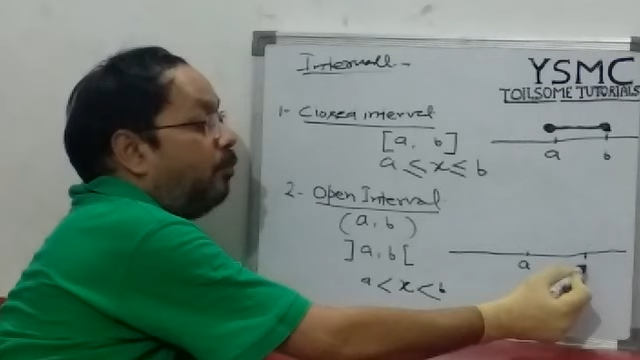 Intervall -
YSMC
TOILSOME TUTORIALS
1- Closed interval
[a, b]
a ≤ x ≤ b
a b
2- Open Interval
(a, b)
]a, b[
a < x < b
a